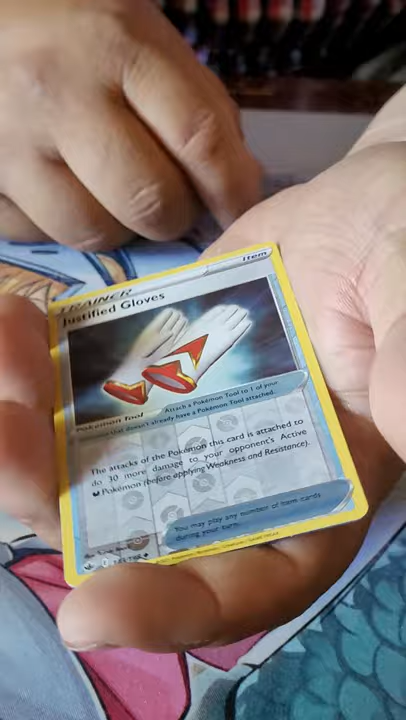 TRAINER
Item
Justified Gloves
Pokémon Tool
Attach a Pokémon Tool to 1 of your
that doesn't already have a Pokémon Tool attached.
The attacks of the Pokémon this card is attached to
do 30 more damage to your opponent's Active
Pokémon (before applying Weakness and Resistance).
You may play any number of Item cards
during your turn.